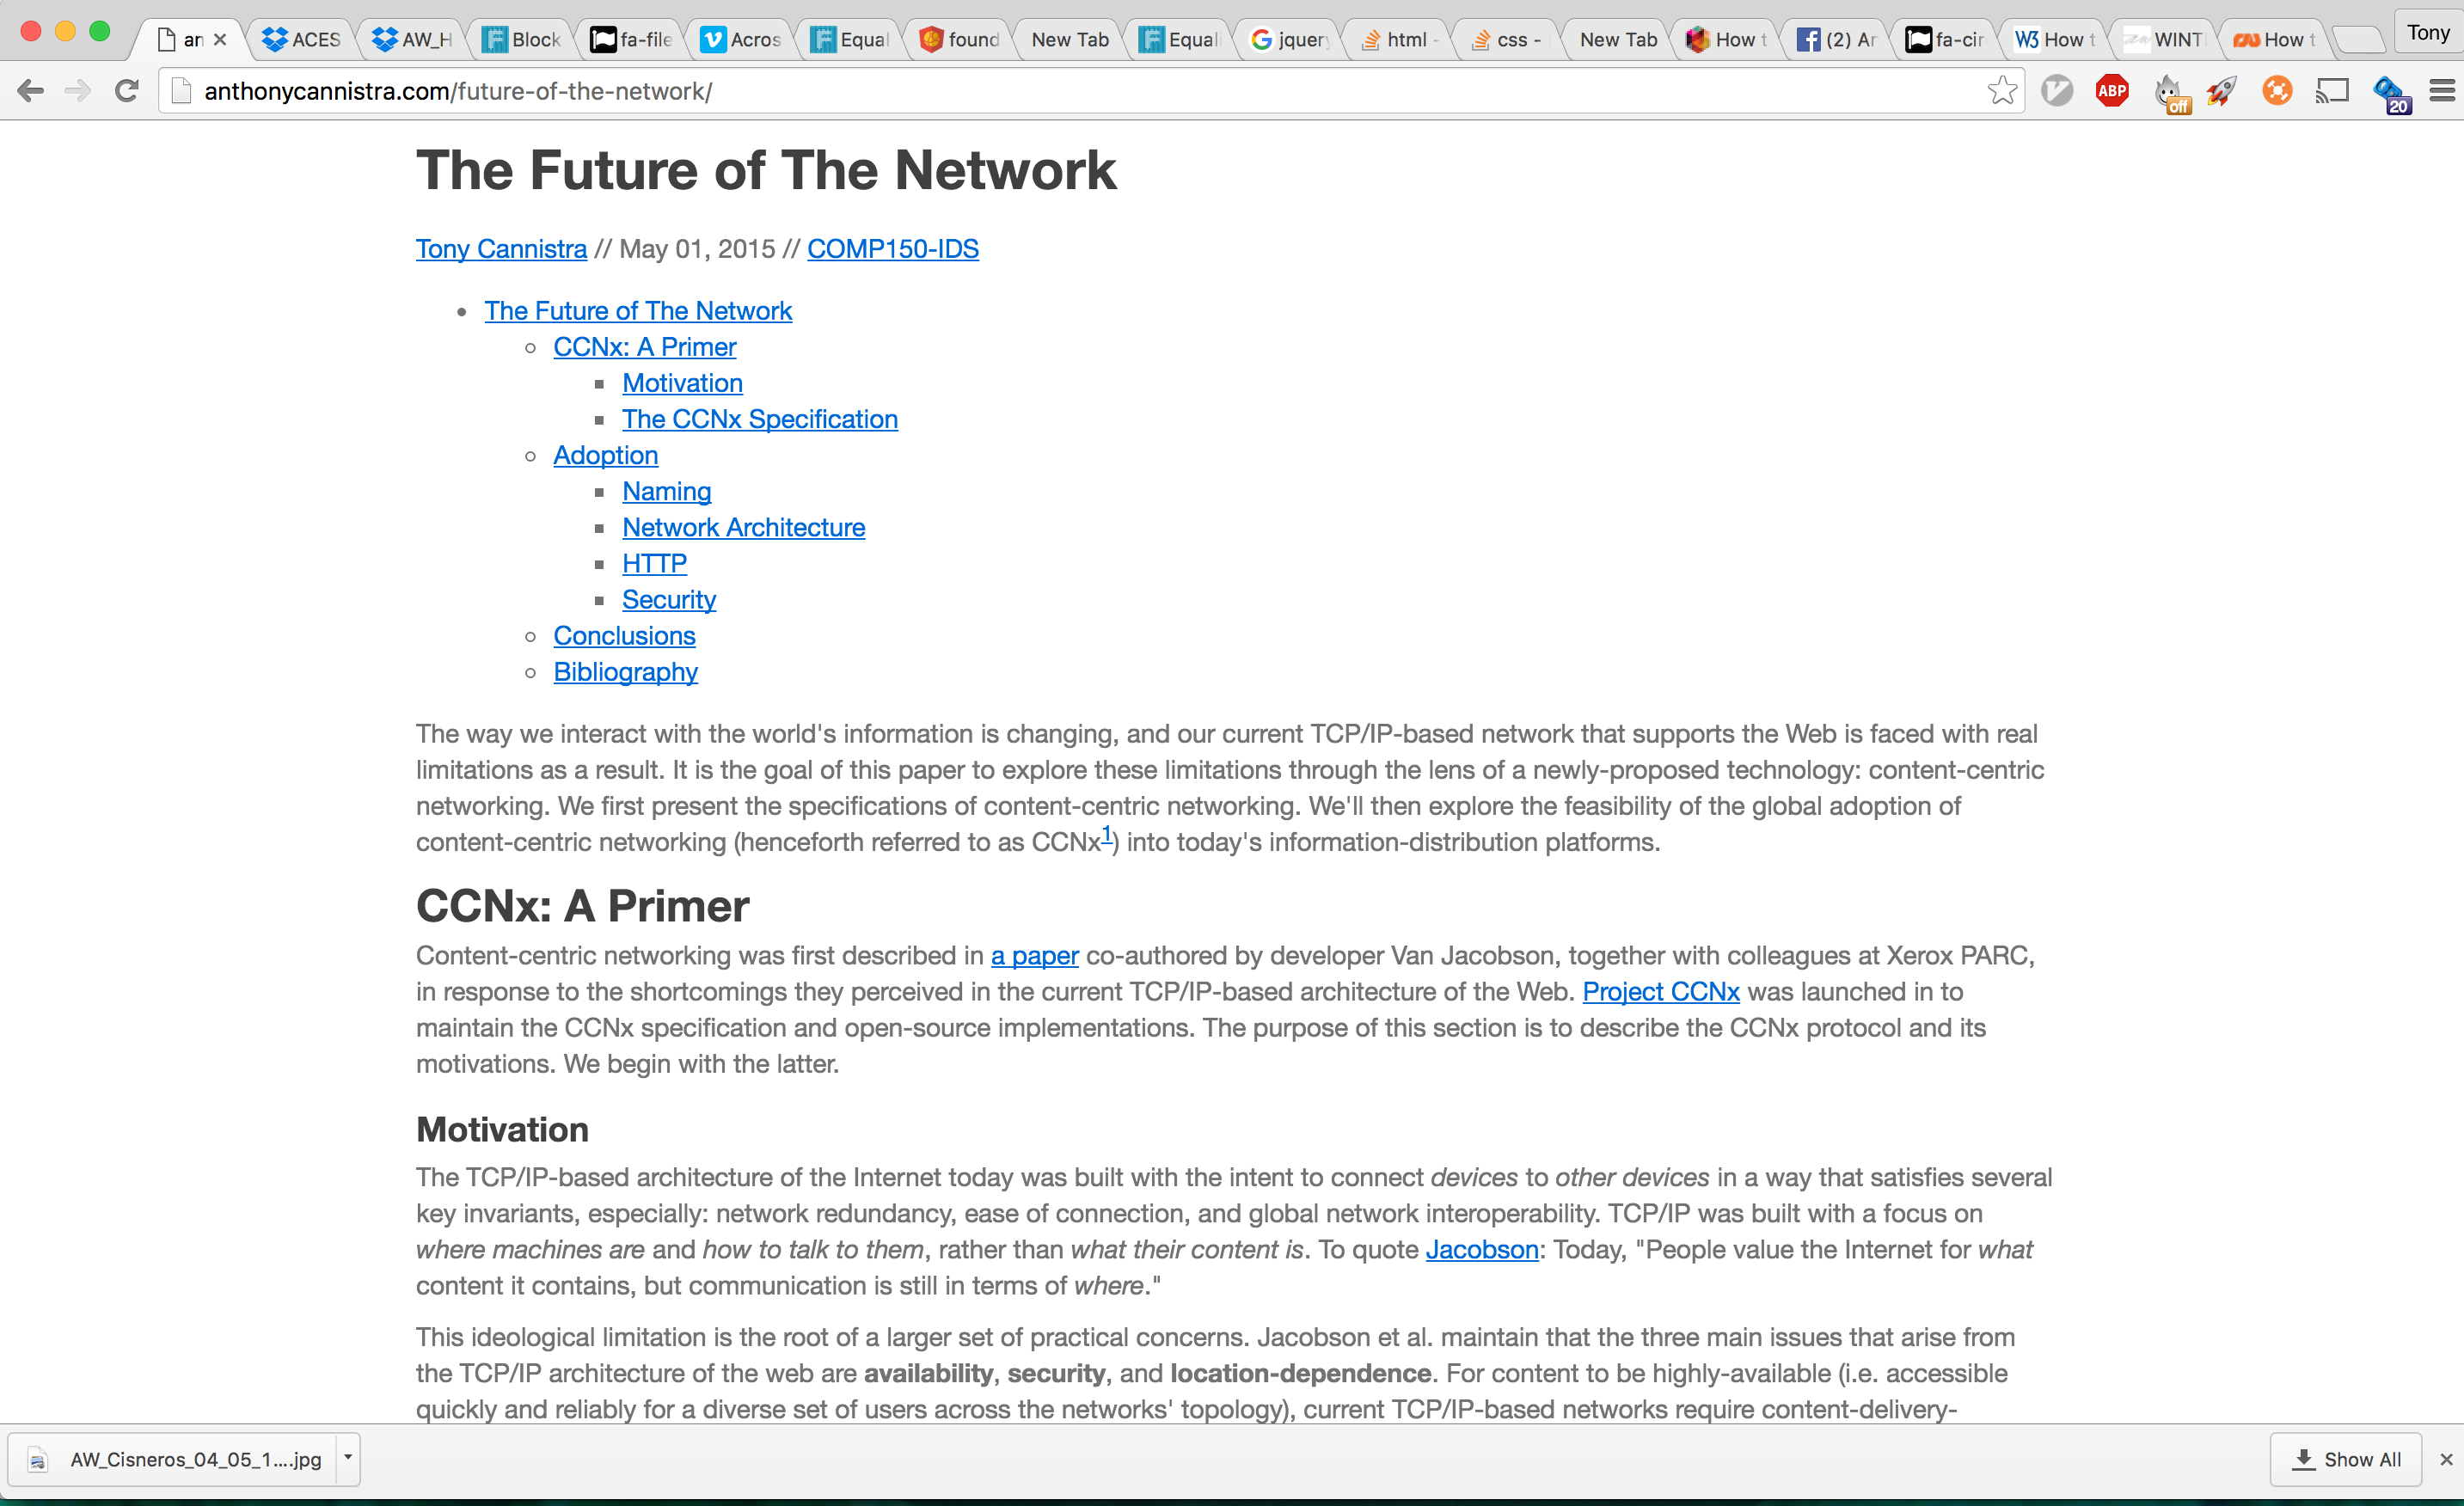 an
ACES
AW_H
Block
fa-file
Acros
Equal
found
New Tab
Equali
jquery
html -
css -
New Tab
How t
(2) Ar
fa-cir
How t
WINT
How t
Tony
anthonycannistra.com/future-of-the-network/
ABP
off
20
The Future of The Network
Tony Cannistra // May 01, 2015 // COMP150-IDS
The Future of The Network
CCNx: A Primer
Motivation
The CCNx Specification
Adoption
Naming
Network Architecture
HTTP
Security
Conclusions
Bibliography
The way we interact with the world's information is changing, and our current TCP/IP-based network that supports the Web is faced with real
limitations as a result. It is the goal of this paper to explore these limitations through the lens of a newly-proposed technology: content-centric
networking. We first present the specifications of content-centric networking. We'll then explore the feasibility of the global adoption of
content-centric networking (henceforth referred to as CCNx1) into today's information-distribution platforms.
CCNx: A Primer
Content-centric networking was first described in a paper co-authored by developer Van Jacobson, together with colleagues at Xerox PARC,
in response to the shortcomings they perceived in the current TCP/IP-based architecture of the Web. Project CCNx was launched in to
maintain the CCNx specification and open-source implementations. The purpose of this section is to describe the CCNx protocol and its
motivations. We begin with the latter.
Motivation
The TCP/IP-based architecture of the Internet today was built with the intent to connect devices to other devices in a way that satisfies several
key invariants, especially: network redundancy, ease of connection, and global network interoperability. TCP/IP was built with a focus on
where machines are and how to talk to them, rather than what their content is. To quote Jacobson: Today, "People value the Internet for what
content it contains, but communication is still in terms of where."
This ideological limitation is the root of a larger set of practical concerns. Jacobson et al. maintain that the three main issues that arise from
the TCP/IP architecture of the web are availability, security, and location-dependence. For content to be highly-available (i.e. accessible
quickly and reliably for a diverse set of users across the networks' topology), current TCP/IP-based networks require content-delivery-
AW_Cisneros_04_05_1....jpg
Show All